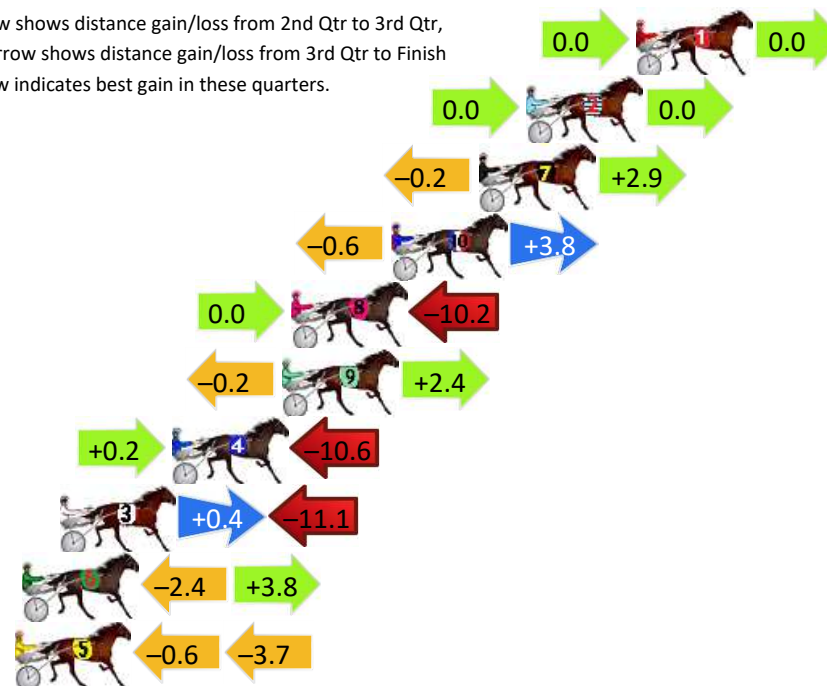 w shows distance gain/loss from 2nd Qtr to 3rd Qtr,
rrow shows distance gain/loss from 3rd Qtr to Finish
w indicates best gain in these quarters.
0.0 1 0.0
0.0 2 0.0
–0.2 7 +2.9
–0.6 10 +3.8
0.0 8 –10.2
–0.2 9 +2.4
+0.2 4 –10.6
3 +0.4 –11.1
6 –2.4 +3.8
5 –0.6 –3.7